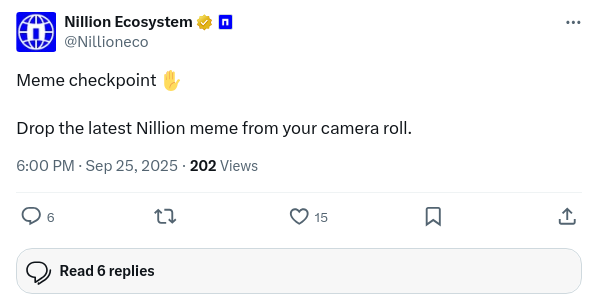 Nillion Ecosystem
@Nillioneco
Meme checkpoint ✋
Drop the latest Nillion meme from your camera roll.
6:00 PM · Sep 25, 2025 · 202 Views
6 15
Read 6 replies